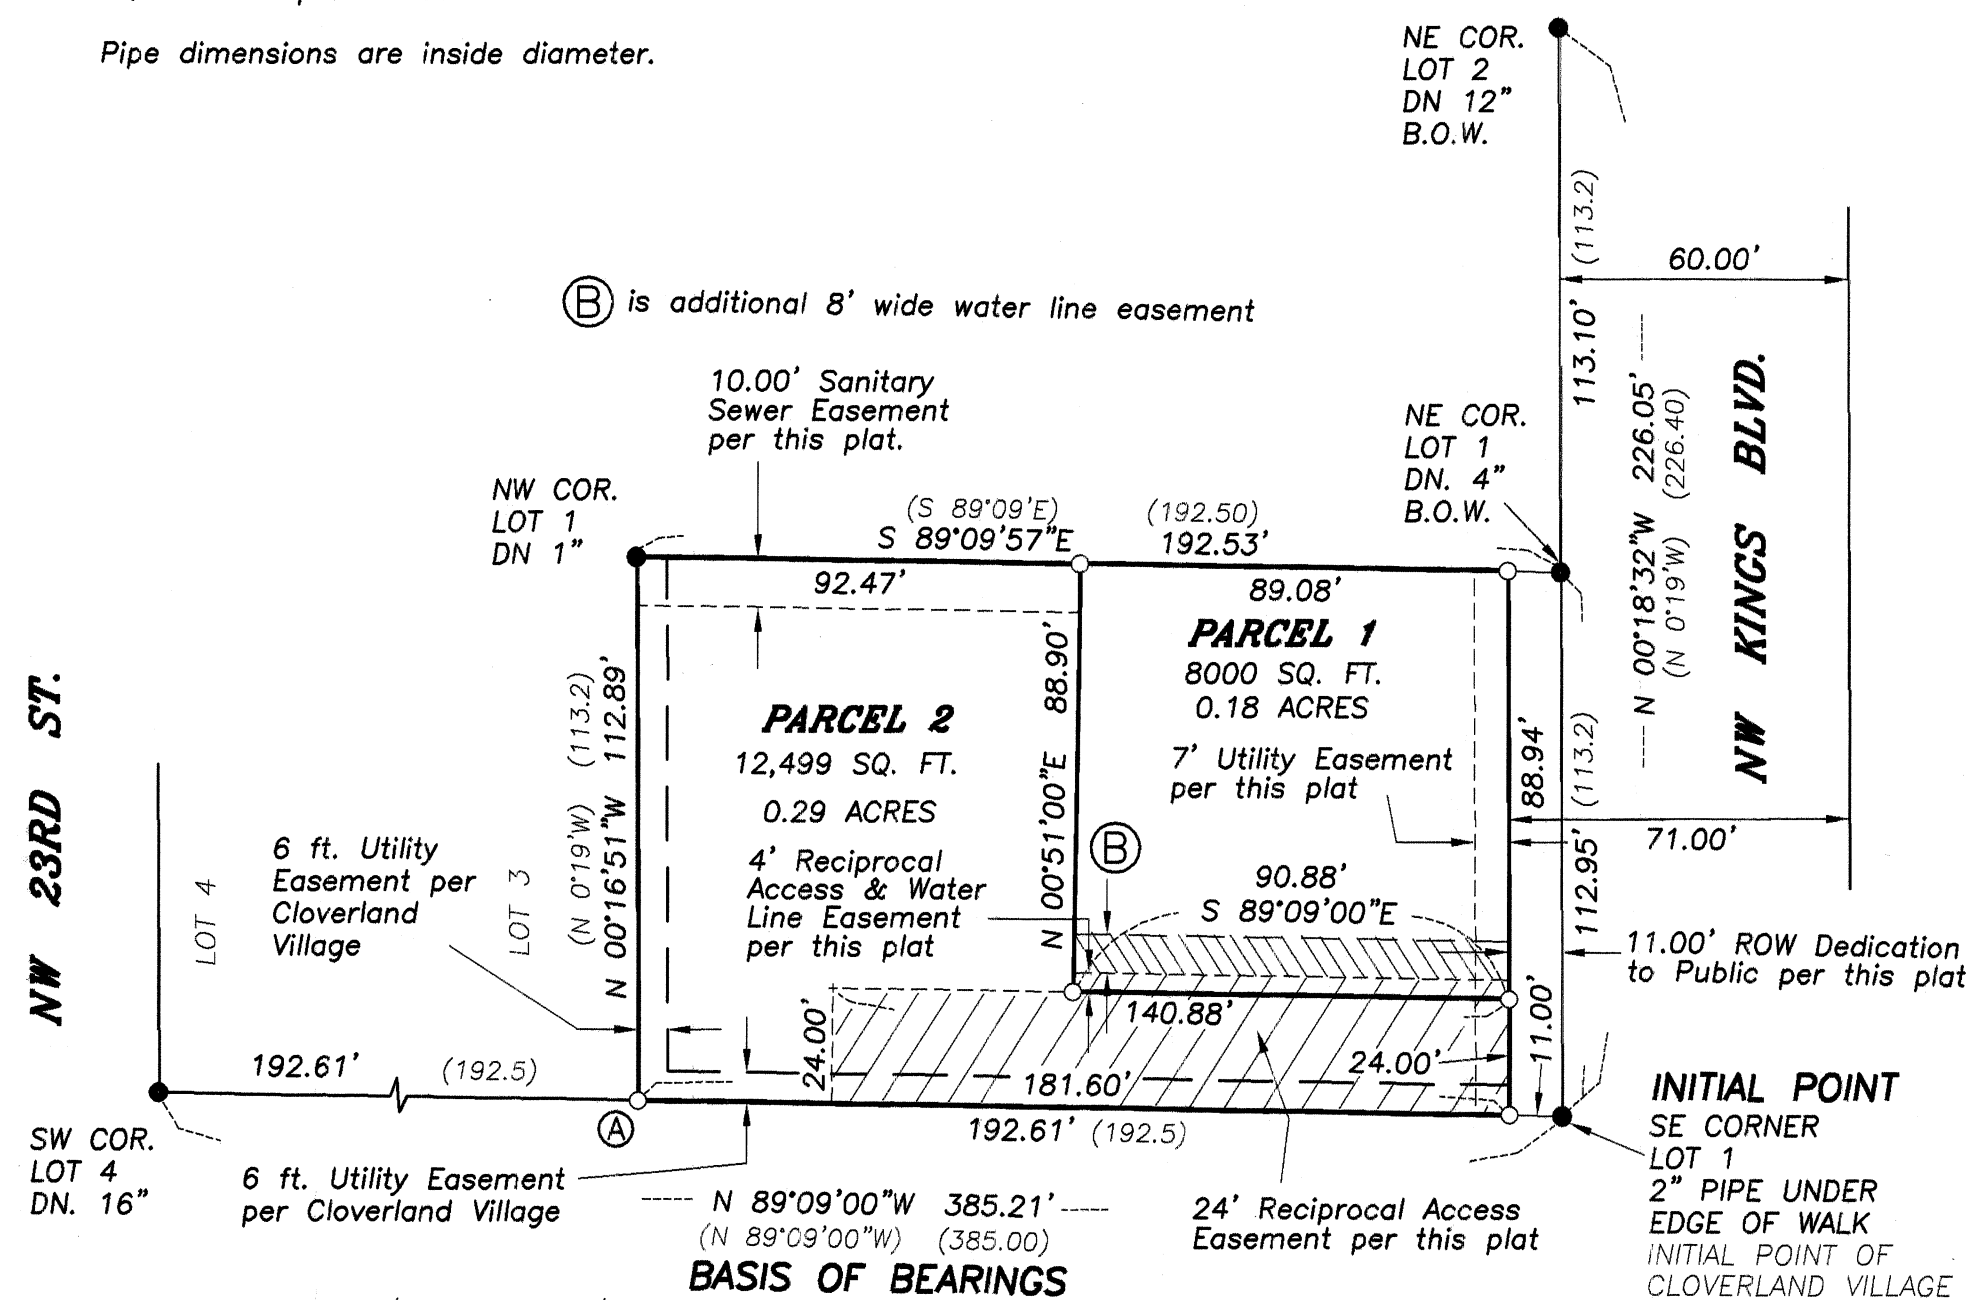 Pipe dimensions are inside diameter.
NE COR.
LOT 2
DN 12"
B.O.W.
(113.2)
60.00'
113.10'
B is additional 8' wide water line easement
10.00' Sanitary
Sewer Easement
per this plat.
NE COR.
LOT 1
DN. 4"
B.O.W.
N 00°18'32"W 226.05'
(N 0°19'W) (226.40)
NW KINGS BLVD.
NW COR.
LOT 1
DN 1"
(S 89°09'E) (192.50)
S 89°09'57"E 192.53'
92.47'
89.08'
PARCEL 1
8000 SQ. FT.
0.18 ACRES
PARCEL 2
12,499 SQ. FT.
0.29 ACRES
N 00°51'00"E 88.90'
(N 0°19'W) (113.2)
N 00°16'51"W 112.89'
NW 23RD ST.
LOT 4
LOT 3
6 ft. Utility
Easement per
Cloverland
Village
4' Reciprocal
Access & Water
Line Easement
per this plat
7' Utility Easement
per this plat
B
88.94'
(113.2)
71.00'
112.95'
90.88'
S 89°09'00"E
11.00' ROW Dedication
to Public per this plat
140.88'
24.00'
24.00'
11.00'
181.60'
192.61' (192.5)
A
192.61' (192.5)
SW COR.
LOT 4
DN. 16"
6 ft. Utility Easement
per Cloverland Village
N 89°09'00"W 385.21'
(N 89°09'00"W) (385.00)
BASIS OF BEARINGS
24' Reciprocal Access
Easement per this plat
INITIAL POINT
SE CORNER
LOT 1
2" PIPE UNDER
EDGE OF WALK
INITIAL POINT OF
CLOVERLAND VILLAGE